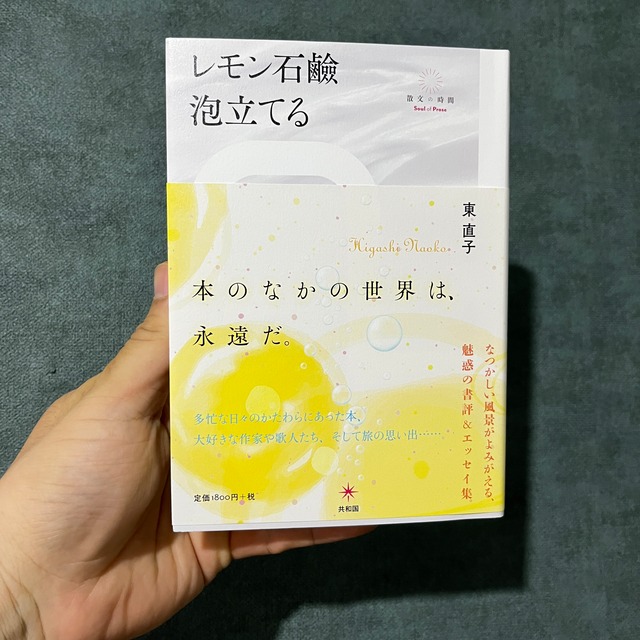 レモン石鹼
泡立てる
散文の時間
Soul of Prose
東 直子
Higashi Naoko
本のなかの世界は、
永遠だ。
なつかしい風景がよみがえる、
魅惑の書評&エッセイ集
多忙な日々のかたわらにあった本、
大好きな作家や歌人たち、そして旅の思い出……。
定価1800円+税
共和国